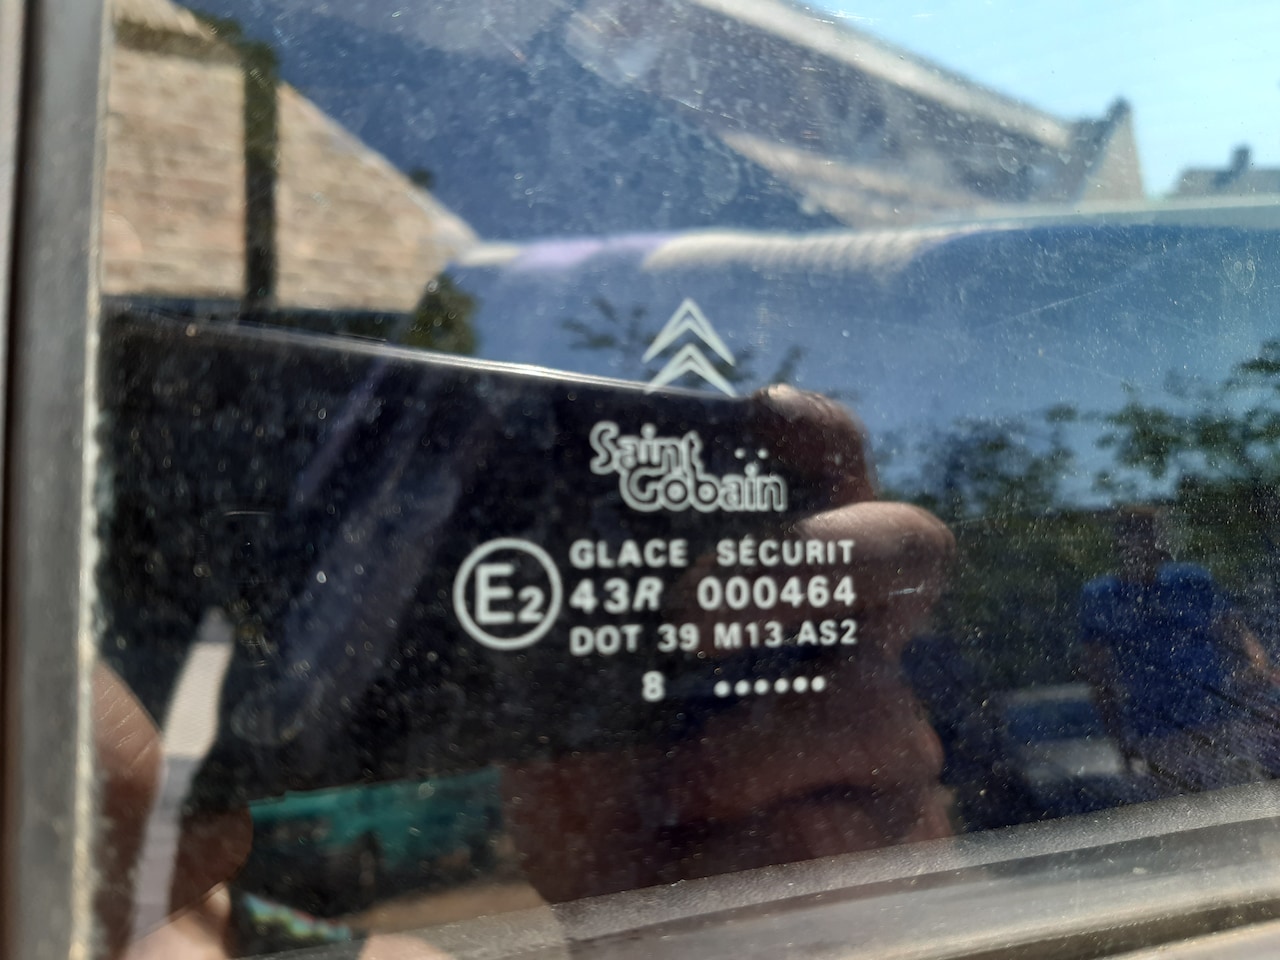 Saint
Gobain
E2
GLACE SÉCURIT
43R 000464
DOT 39 M13 AS2
8 ••••••